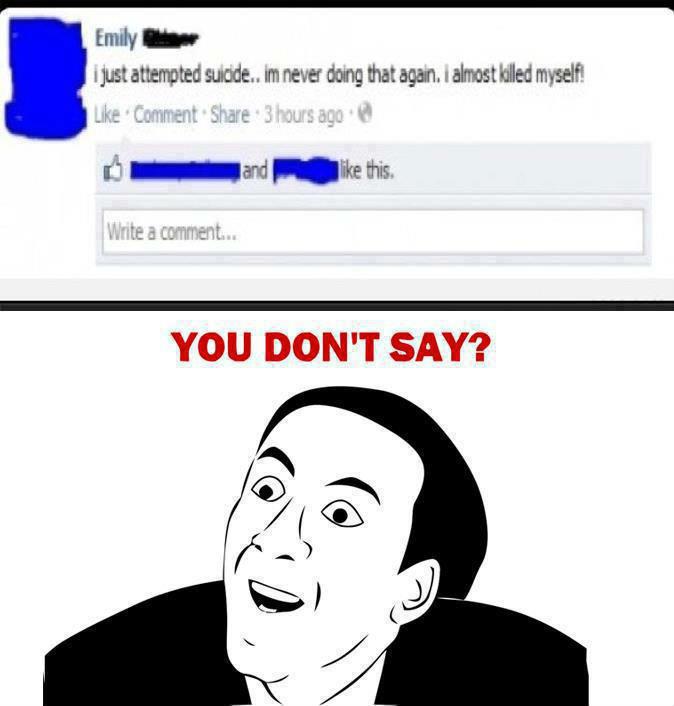 Emily
i just attempted suicide.. im never doing that again. i almost killed myself!
Like · Comment · Share · 3 hours ago ·
and like this.
Write a comment...
YOU DON'T SAY?